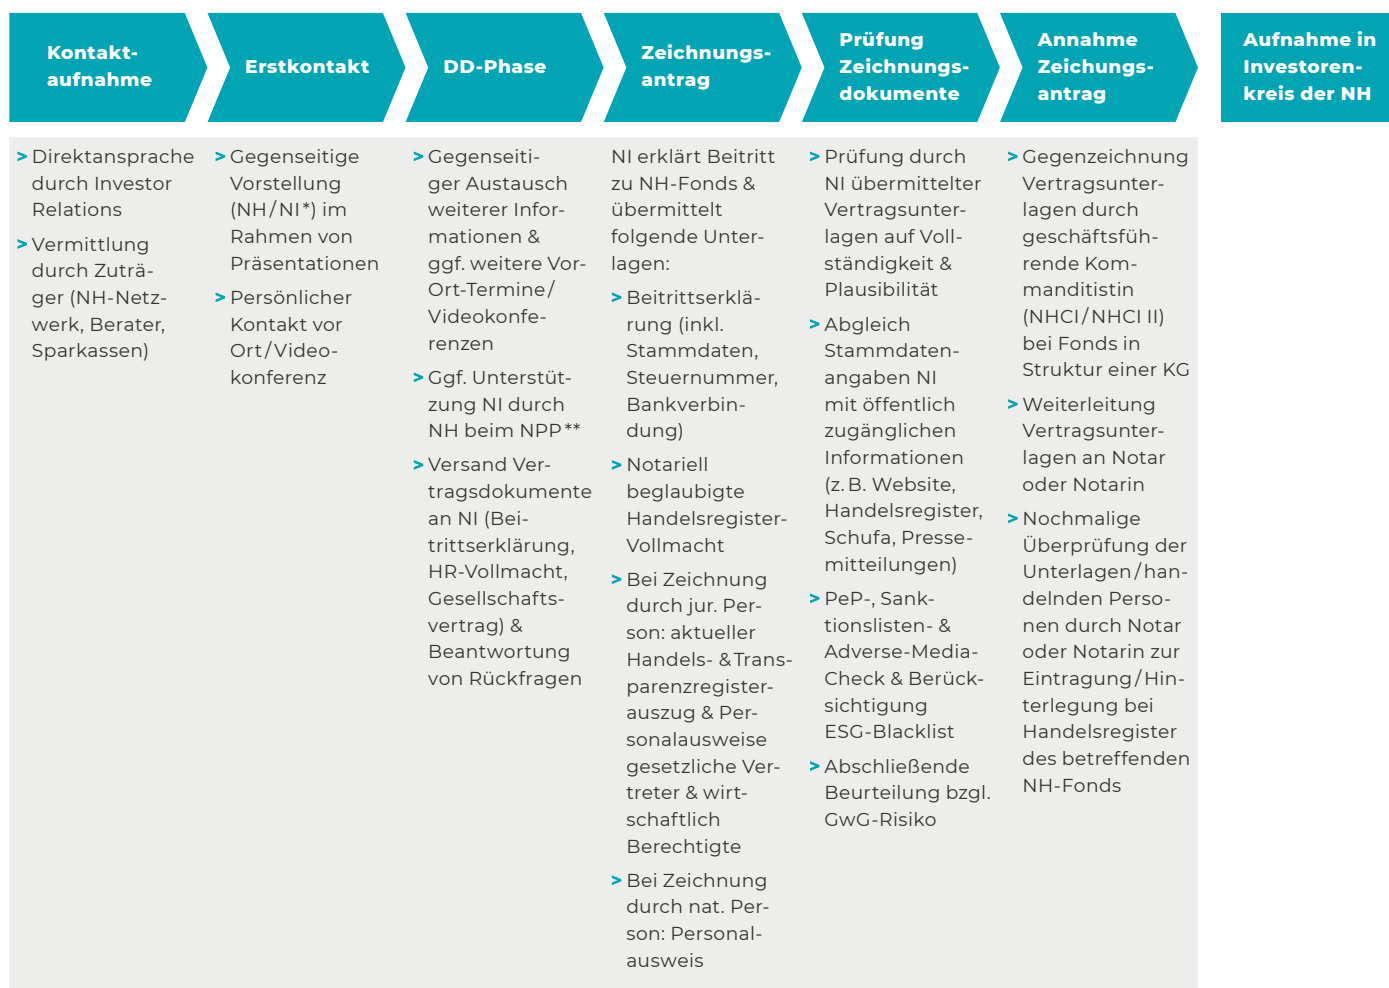 Kontakt-
aufnahme
Erstkontakt
DD-Phase
Zeichnungs-
antrag
Prüfung
Zeichnungs-
dokumente
Annahme
Zeichungs-
antrag
Aufnahme in
Investoren-
kreis der NH
> Direktansprache
durch Investor
Relations
> Vermittlung
durch Zuträ-
ger (NH-Netz-
werk, Berater,
Sparkassen)
> Gegenseitige
Vorstellung
(NH/NI*) im
Rahmen von
Präsentationen
> Persönlicher
Kontakt vor
Ort/Video-
konferenz
> Gegenseiti-
ger Austausch
weiterer Infor-
mationen &
ggf. weitere Vor-
Ort-Termine/
Videokonfe-
renzen
> Ggf. Unterstüt-
zung NI durch
NH beim NPP**
> Versand Ver-
tragsdokumente
an NI (Bei-
trittserklärung,
HR-Vollmacht,
Gesellschafts-
vertrag) &
Beantwortung
von Rückfragen
NI erklärt Beitritt
zu NH-Fonds &
übermittelt
folgende Unter-
lagen:
> Beitrittserklä-
rung (inkl.
Stammdaten,
Steuernummer,
Bankverbin-
dung)
> Notariell
beglaubigte
Handelsregister-
Vollmacht
> Bei Zeichnung
durch jur. Per-
son: aktueller
Handels- & Trans-
parenzregister-
auszug & Per-
sonalausweise
gesetzliche Ver-
treter & wirt-
schaftlich
Berechtigte
> Bei Zeichnung
durch nat. Per-
son: Personal-
ausweis
> Prüfung durch
NI übermittelter
Vertragsunter-
lagen auf Voll-
ständigkeit &
Plausibilität
> Abgleich
Stammdaten-
angaben NI
mit öffentlich
zugänglichen
Informationen
(z. B. Website,
Handelsregister,
Schufa, Presse-
mitteilungen)
> PeP-, Sank-
tionslisten- &
Adverse-Media-
Check & Berück-
sichtigung
ESG-Blacklist
> Abschließende
Beurteilung bzgl.
GwG-Risiko
> Gegenzeichnung
Vertragsunter-
lagen durch
geschäftsfüh-
rende Kom-
manditistin
(NHCI/NHCI II)
bei Fonds in
Struktur einer KG
> Weiterleitung
Vertragsunter-
lagen an Notar
oder Notarin
> Nochmalige
Überprüfung der
Unterlagen/han-
delnden Perso-
nen durch Notar
oder Notarin zur
Eintragung/Hin-
terlegung bei
Handelsregister
des betreffenden
NH-Fonds